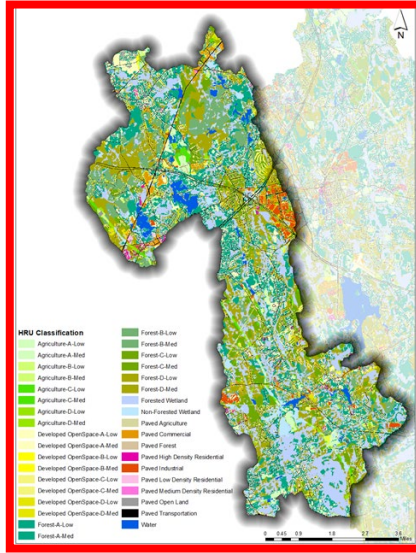 N
HRU Classification
Agriculture-A-Low
Agriculture-A-Med
Agriculture-B-Low
Agriculture-B-Med
Agriculture-C-Low
Agriculture-C-Med
Agriculture-D-Low
Agriculture-D-Med
Developed OpenSpace-A-Low
Developed OpenSpace-A-Med
Developed OpenSpace-B-Low
Developed OpenSpace-B-Med
Developed OpenSpace-C-Low
Developed OpenSpace-C-Med
Developed OpenSpace-D-Low
Developed OpenSpace-D-Med
Forest-A-Low
Forest-A-Med
Forest-B-Low
Forest-B-Med
Forest-C-Low
Forest-C-Med
Forest-D-Low
Forest-D-Med
Forested Wetland
Non-Forested Wetland
Paved Agriculture
Paved Commercial
Paved Forest
Paved High Density Residential
Paved Industrial
Paved Low Density Residential
Paved Medium Density Residential
Paved Open Land
Paved Transportation
Water
0 0.45 0.9 1.8 2.7 3.6
Miles